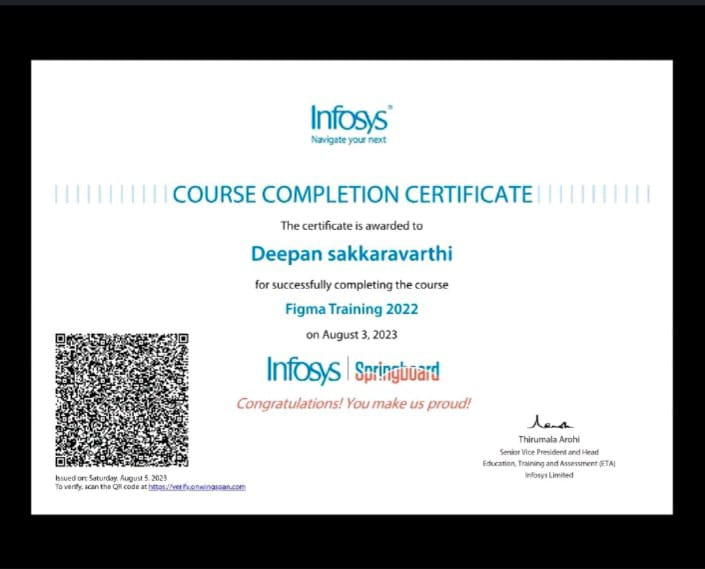 Infosys®
Navigate your next
COURSE COMPLETION CERTIFICATE
The certificate is awarded to
Deepan sakkaravarthi
for successfully completing the course
Figma Training 2022
on August 3, 2023
Infosys | Springboard
Congratulations! You make us proud!
Thirumala Arohi
Senior Vice President and Head
Education, Training and Assessment (ETA)
Infosys Limited
Issued on: Saturday, August 5, 2023
To verify, scan the QR code at https://verify.onwingspan.com